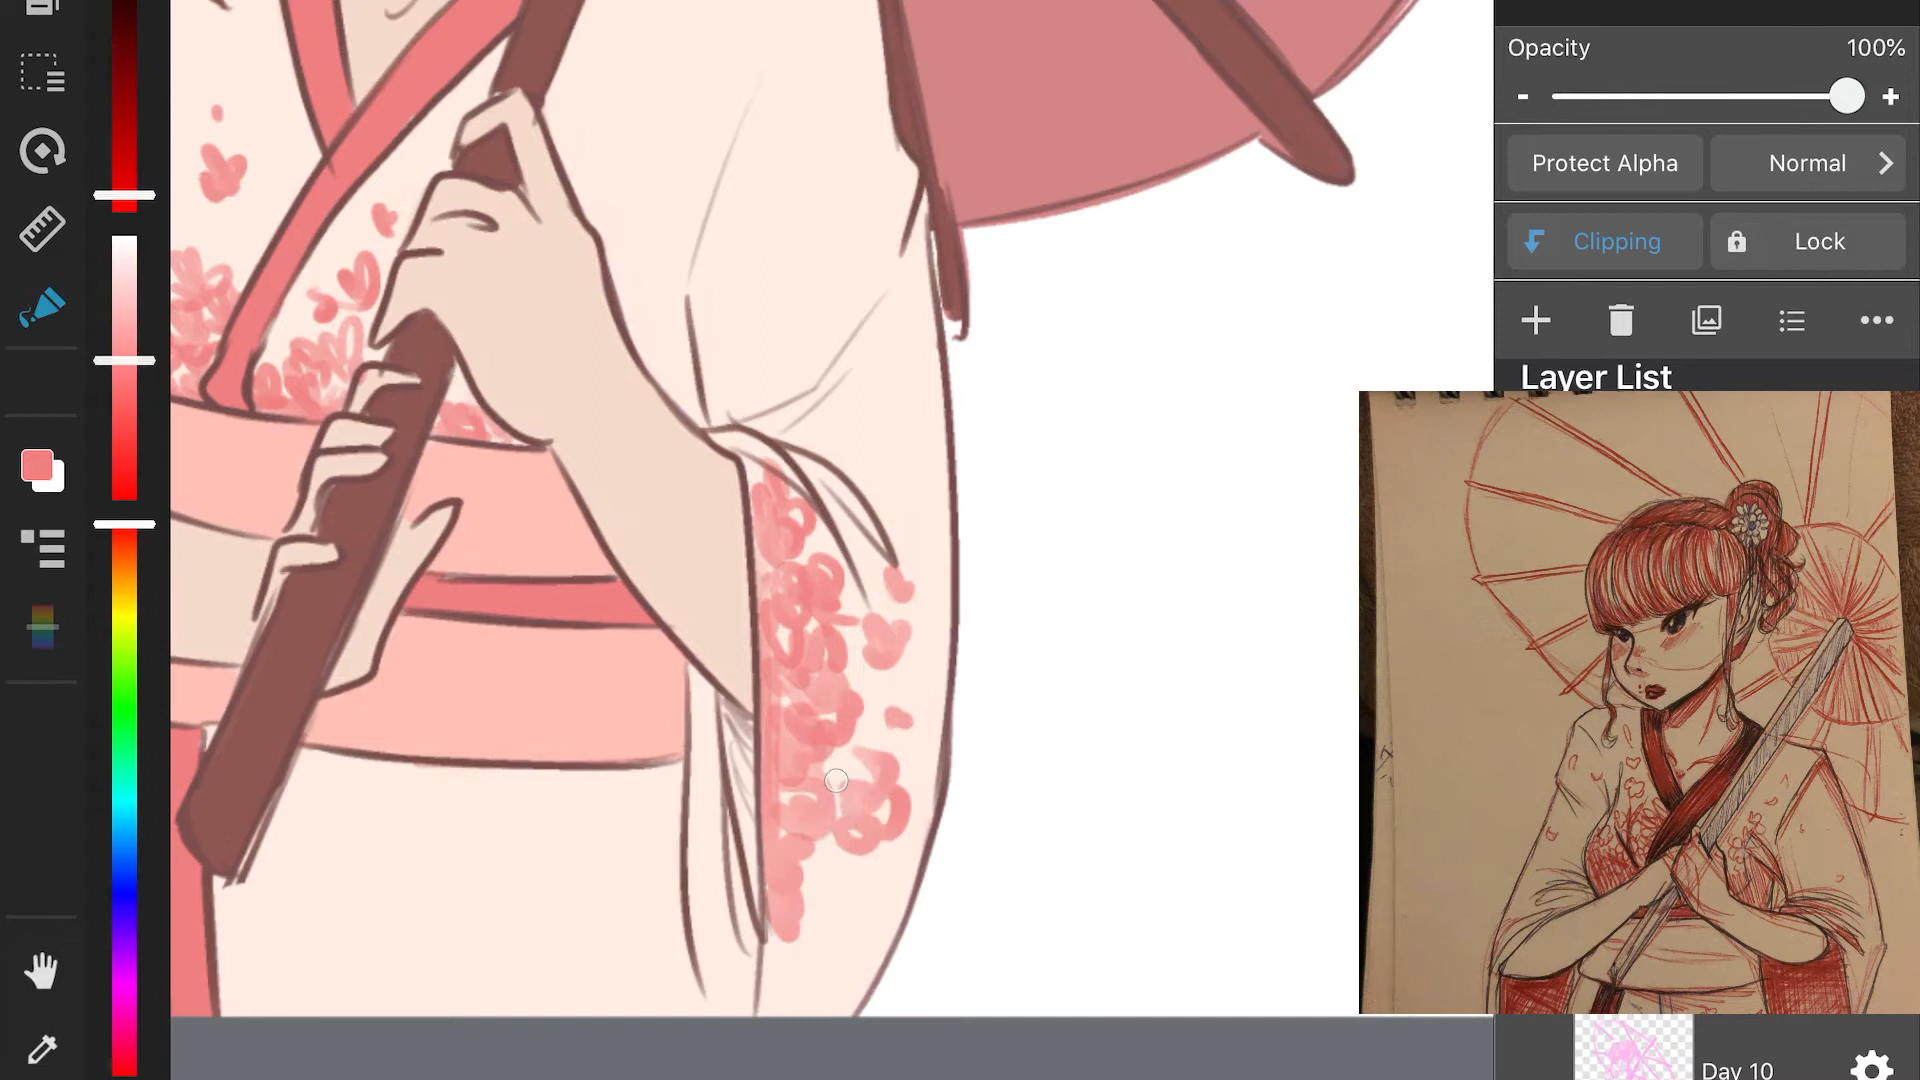 Opacity 100%
- +
Protect Alpha Normal
Clipping Lock
Layer List
Day 10